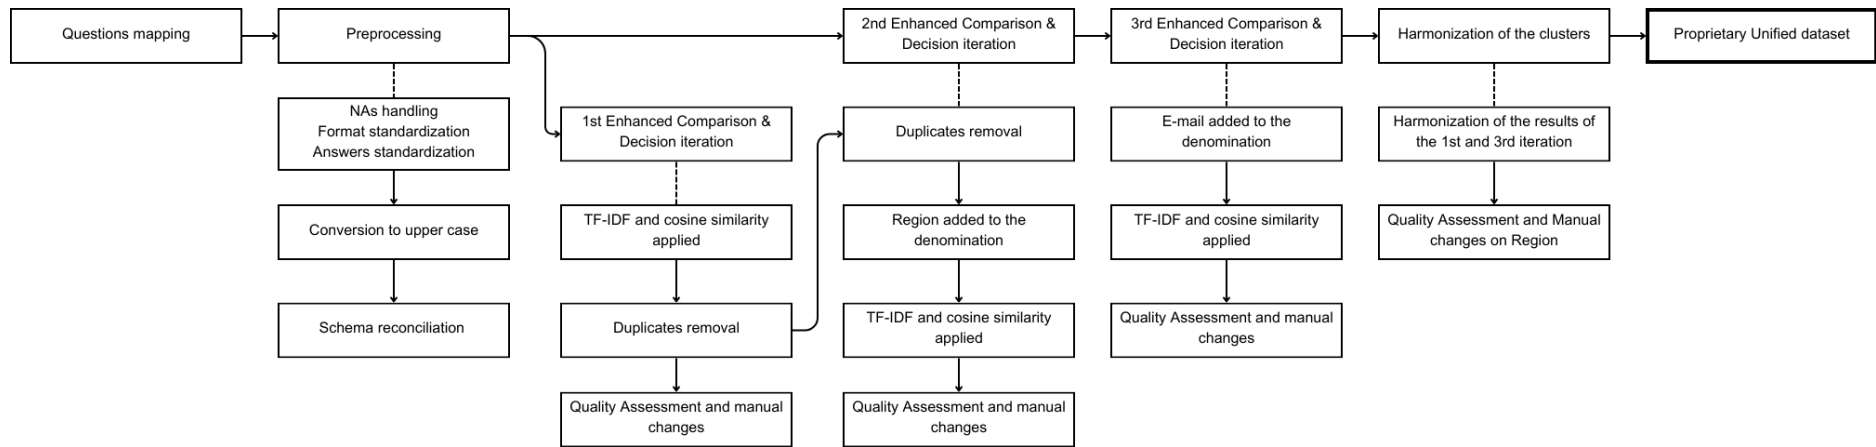 Questions mapping
Preprocessing
2nd Enhanced Comparison &
Decision iteration
3rd Enhanced Comparison &
Decision iteration
Harmonization of the clusters
Proprietary Unified dataset
NAs handling
Format standardization
Answers standardization
Conversion to upper case
Schema reconciliation
1st Enhanced Comparison &
Decision iteration
TF-IDF and cosine similarity
applied
Duplicates removal
Quality Assessment and manual
changes
Duplicates removal
Region added to the
denomination
TF-IDF and cosine similarity
applied
Quality Assessment and manual
changes
E-mail added to the
denomination
TF-IDF and cosine similarity
applied
Quality Assessment and manual
changes
Harmonization of the results of
the 1st and 3rd iteration
Quality Assessment and Manual
changes on Region